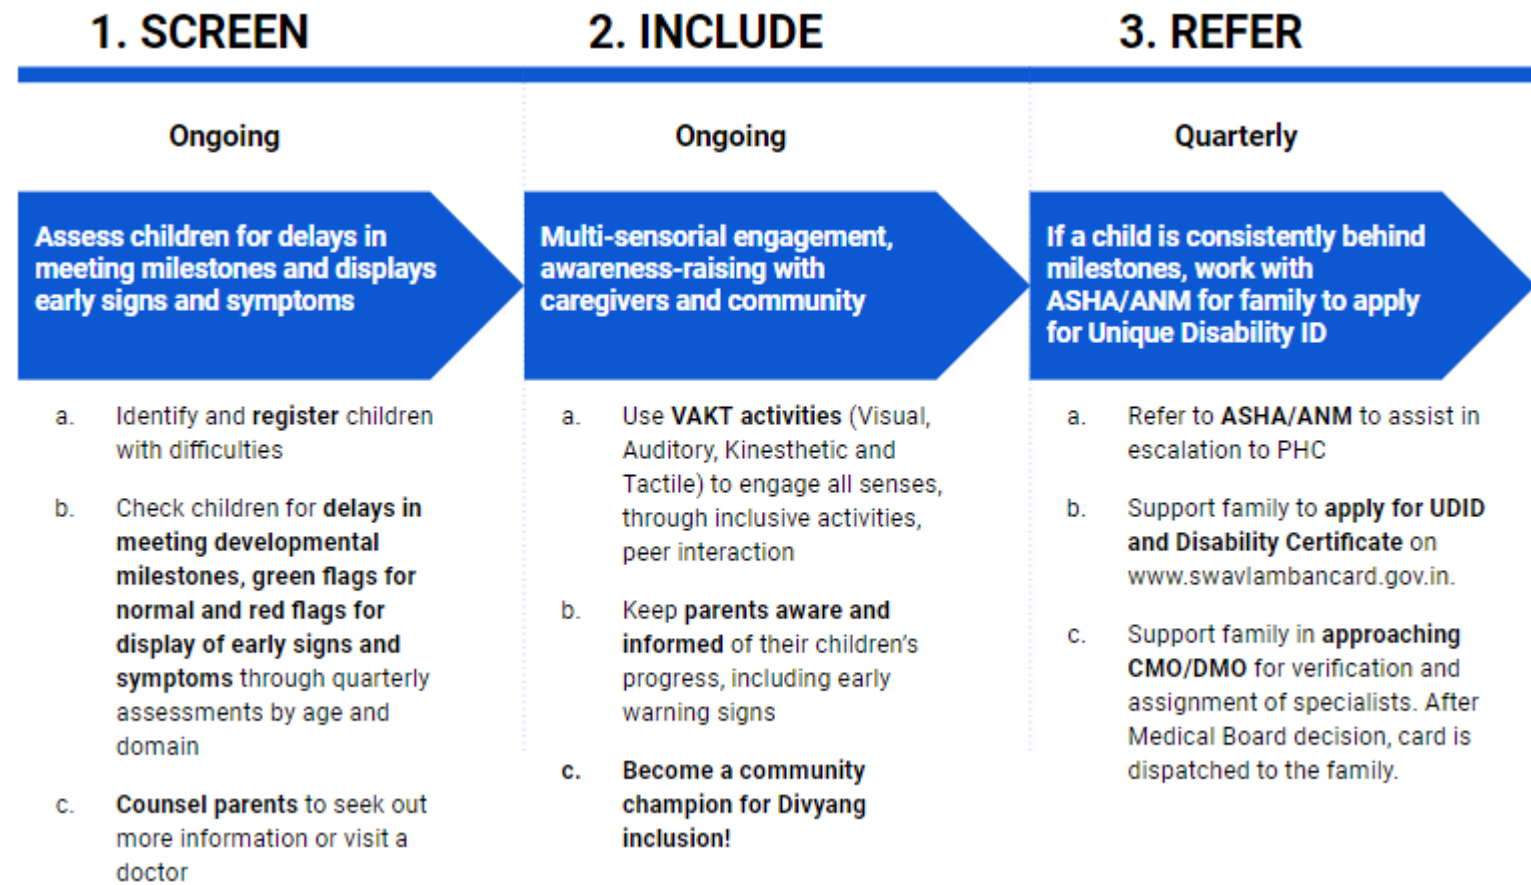 1. SCREEN
Ongoing
Assess children for delays in
meeting milestones and displays
early signs and symptoms
a. Identify and register children
with difficulties
b. Check children for delays in
meeting developmental
milestones, green flags for
normal and red flags for
display of early signs and
symptoms through quarterly
assessments by age and
domain
c. Counsel parents to seek out
more information or visit a
doctor
2. INCLUDE
Ongoing
Multi-sensorial engagement,
awareness-raising with
caregivers and community
a. Use VAKT activities (Visual,
Auditory, Kinesthetic and
Tactile) to engage all senses,
through inclusive activities,
peer interaction
b. Keep parents aware and
informed of their children's
progress, including early
warning signs
c. Become a community
champion for Divyang
inclusion!
3. REFER
Quarterly
If a child is consistently behind
milestones, work with
ASHA/ANM for family to apply
for Unique Disability ID
a. Refer to ASHA/ANM to assist in
escalation to PHC
b. Support family to apply for UDID
and Disability Certificate on
www.swavlambancard.gov.in.
c. Support family in approaching
CMO/DMO for verification and
assignment of specialists. After
Medical Board decision, card is
dispatched to the family.